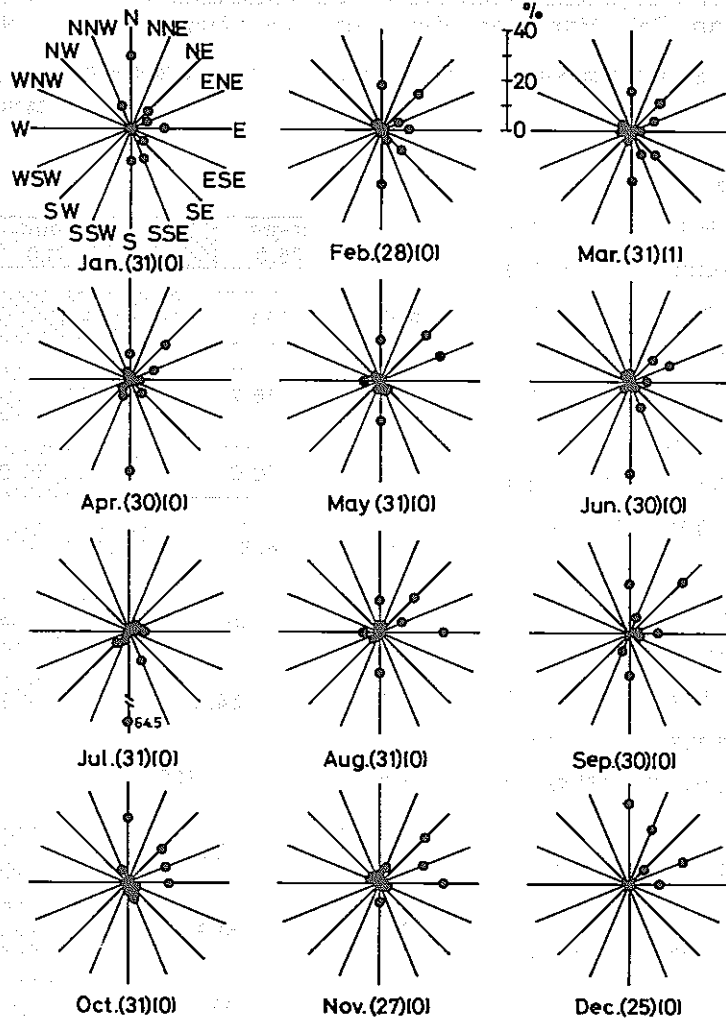 N
NNW NNE
NW NE
WNW ENE
W E
WSW ESE
SW SE
SSW SSE
S
%
40
20
0
Jan.(31)[0] Feb.(28)[0] Mar.(31)[1]
Apr.(30)[0] May(31)[0] Jun.(30)[0]
64.5
Jul.(31)[0] Aug.(31)[0] Sep.(30)[0]
Oct.(31)[0] Nov.(27)[0] Dec.(25)[0]